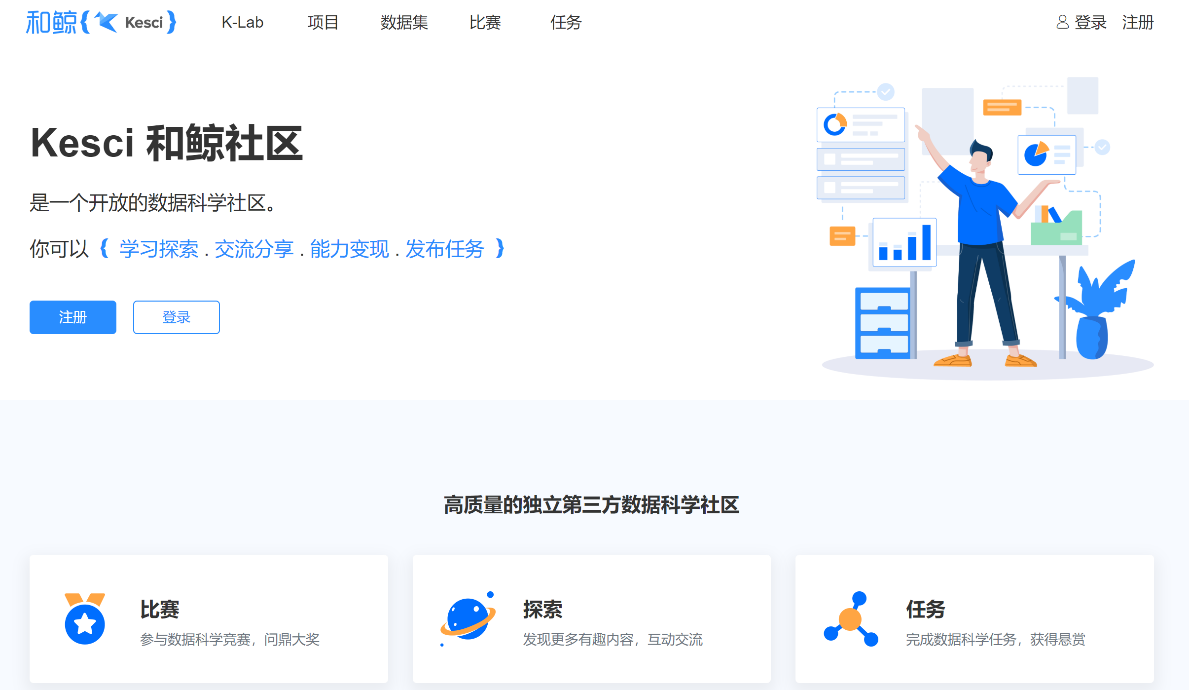 和鲸{ Kesci } K-Lab 项目 数据集 比赛 任务 登录 注册
Kesci 和鲸社区
是一个开放的数据科学社区。
你可以 { 学习探索 . 交流分享 . 能力变现 . 发布任务 }
注册 登录
高质量的独立第三方数据科学社区
比赛
参与数据科学竞赛，问鼎大奖
探索
发现更多有趣内容，互动交流
任务
完成数据科学任务，获得悬赏